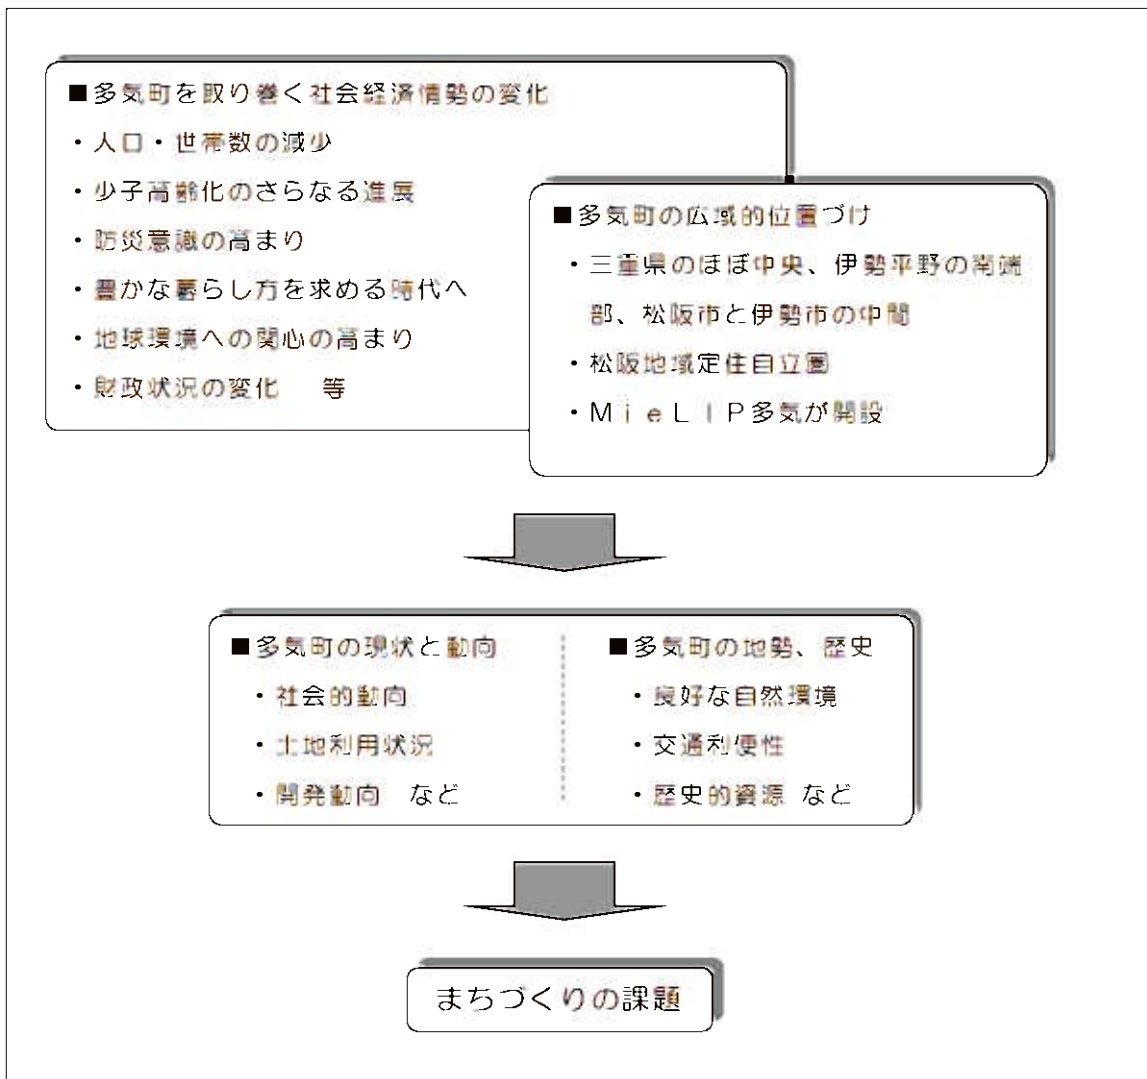 ■多気町を取り巻く社会経済情勢の変化
・人口・世帯数の減少
・少子高齢化のさらなる進展
・防災意識の高まり
・豊かな暮らし方を求める時代へ
・地球環境への関心の高まり
・財政状況の変化　等
■多気町の広域的位置づけ
・三重県のほぼ中央、伊勢平野の南端
部、松阪市と伊勢市の中間
・松阪地域定住自立圏
・ＭｉｅＬＩＰ多気が開設
■多気町の現状と動向
・社会的動向
・土地利用状況
・開発動向　など
■多気町の地勢、歴史
・良好な自然環境
・交通利便性
・歴史的資源 など
まちづくりの課題